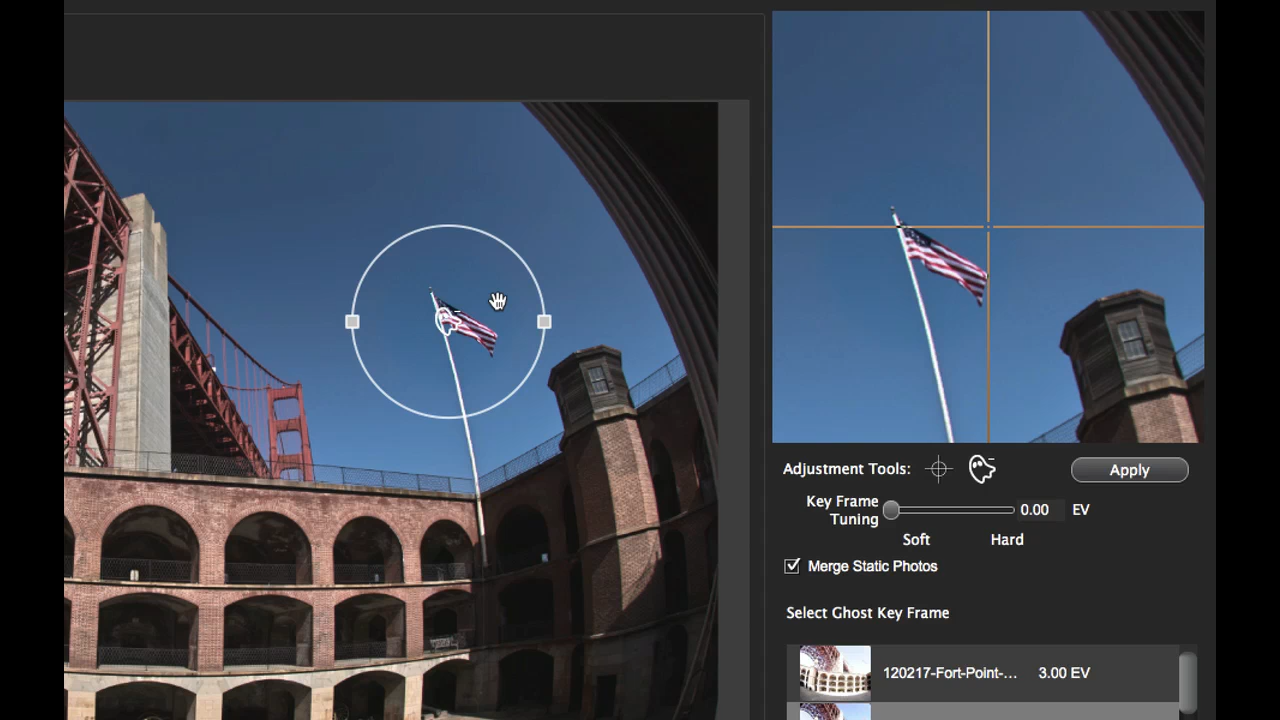 Adjustment Tools:
Apply
Key Frame
Tuning
0.00
EV
Soft
Hard
Merge Static Photos
Select Ghost Key Frame
120217-Fort-Point-...
3.00 EV